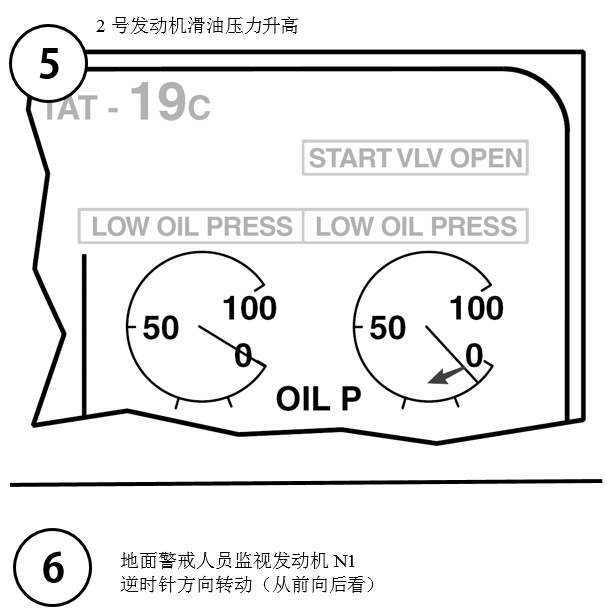 2 号发动机滑油压力升高
5
TAT - 19C
START VLV OPEN
LOW OIL PRESS LOW OIL PRESS
100 100
50 50
0 0
OIL P
6
地面警戒人员监视发动机 N1
逆时针方向转动（从前向后看）